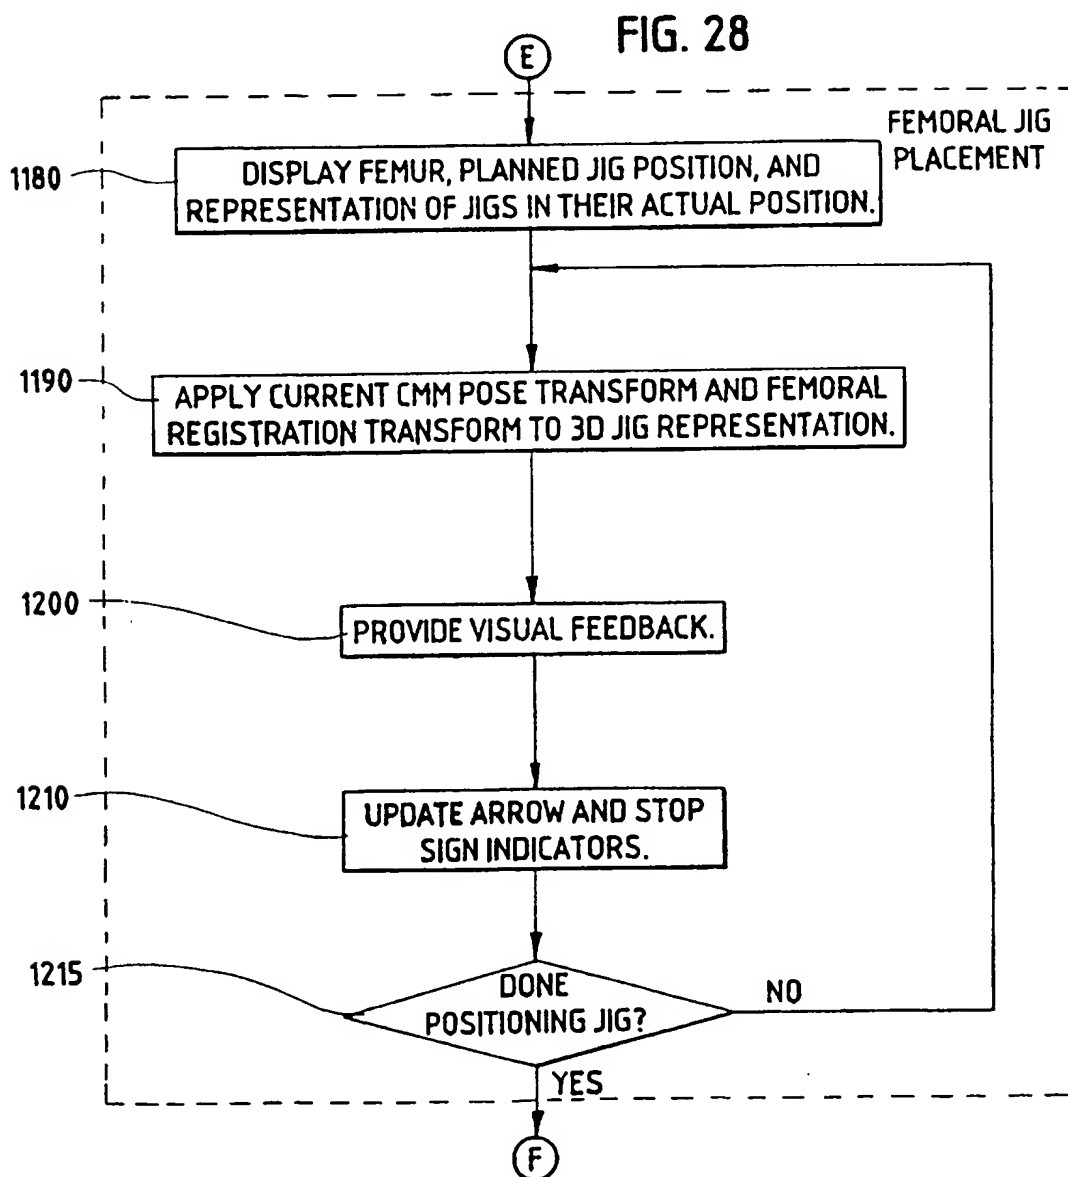 FIG. 28
E
FEMORAL JIG
PLACEMENT
1180
DISPLAY FEMUR, PLANNED JIG POSITION, AND
REPRESENTATION OF JIGS IN THEIR ACTUAL POSITION.
1190
APPLY CURRENT CMM POSE TRANSFORM AND FEMORAL
REGISTRATION TRANSFORM TO 3D JIG REPRESENTATION.
1200
PROVIDE VISUAL FEEDBACK.
1210
UPDATE ARROW AND STOP
SIGN INDICATORS.
1215
DONE
POSITIONING JIG?
NO
YES
F